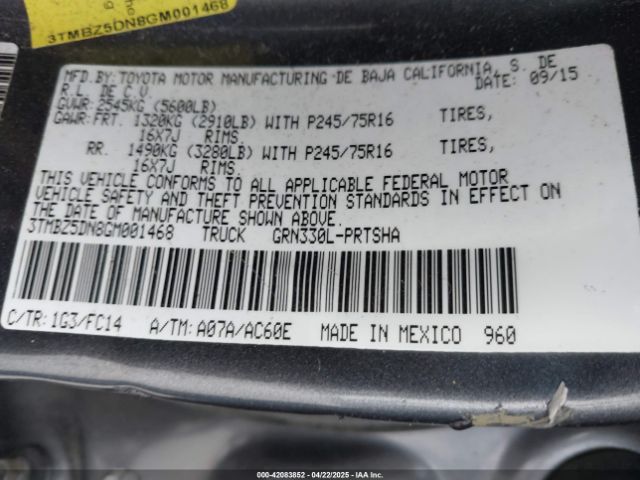 3TMBZ5DN8GM001468
MFD.BY:TOYOTA MOTOR MANUFACTURING DE BAJA CALIFORNIA, S. DE
R.L. DE C.V. DATE: 09/15
GVWR:2545KG (5600LB)
GAWR:FRT. 1320KG (2910LB) WITH P245/75R16 TIRES,
16X7J RIMS
RR. 1490KG (3280LB) WITH P245/75R16 TIRES,
16X7J RIMS
THIS VEHICLE CONFORMS TO ALL APPLICABLE FEDERAL MOTOR
VEHICLE SAFETY AND THEFT PREVENTION STANDARDS IN EFFECT ON
THE DATE OF MANUFACTURE SHOWN ABOVE.
3TMBZ5DN8GM001468 TRUCK GRN330L-PRTSHA
C/TR: 1G3/FC14 A/TM: A07A/AC60E MADE IN MEXICO 960
000-42083852 04/22/2025 IAA, Inc.